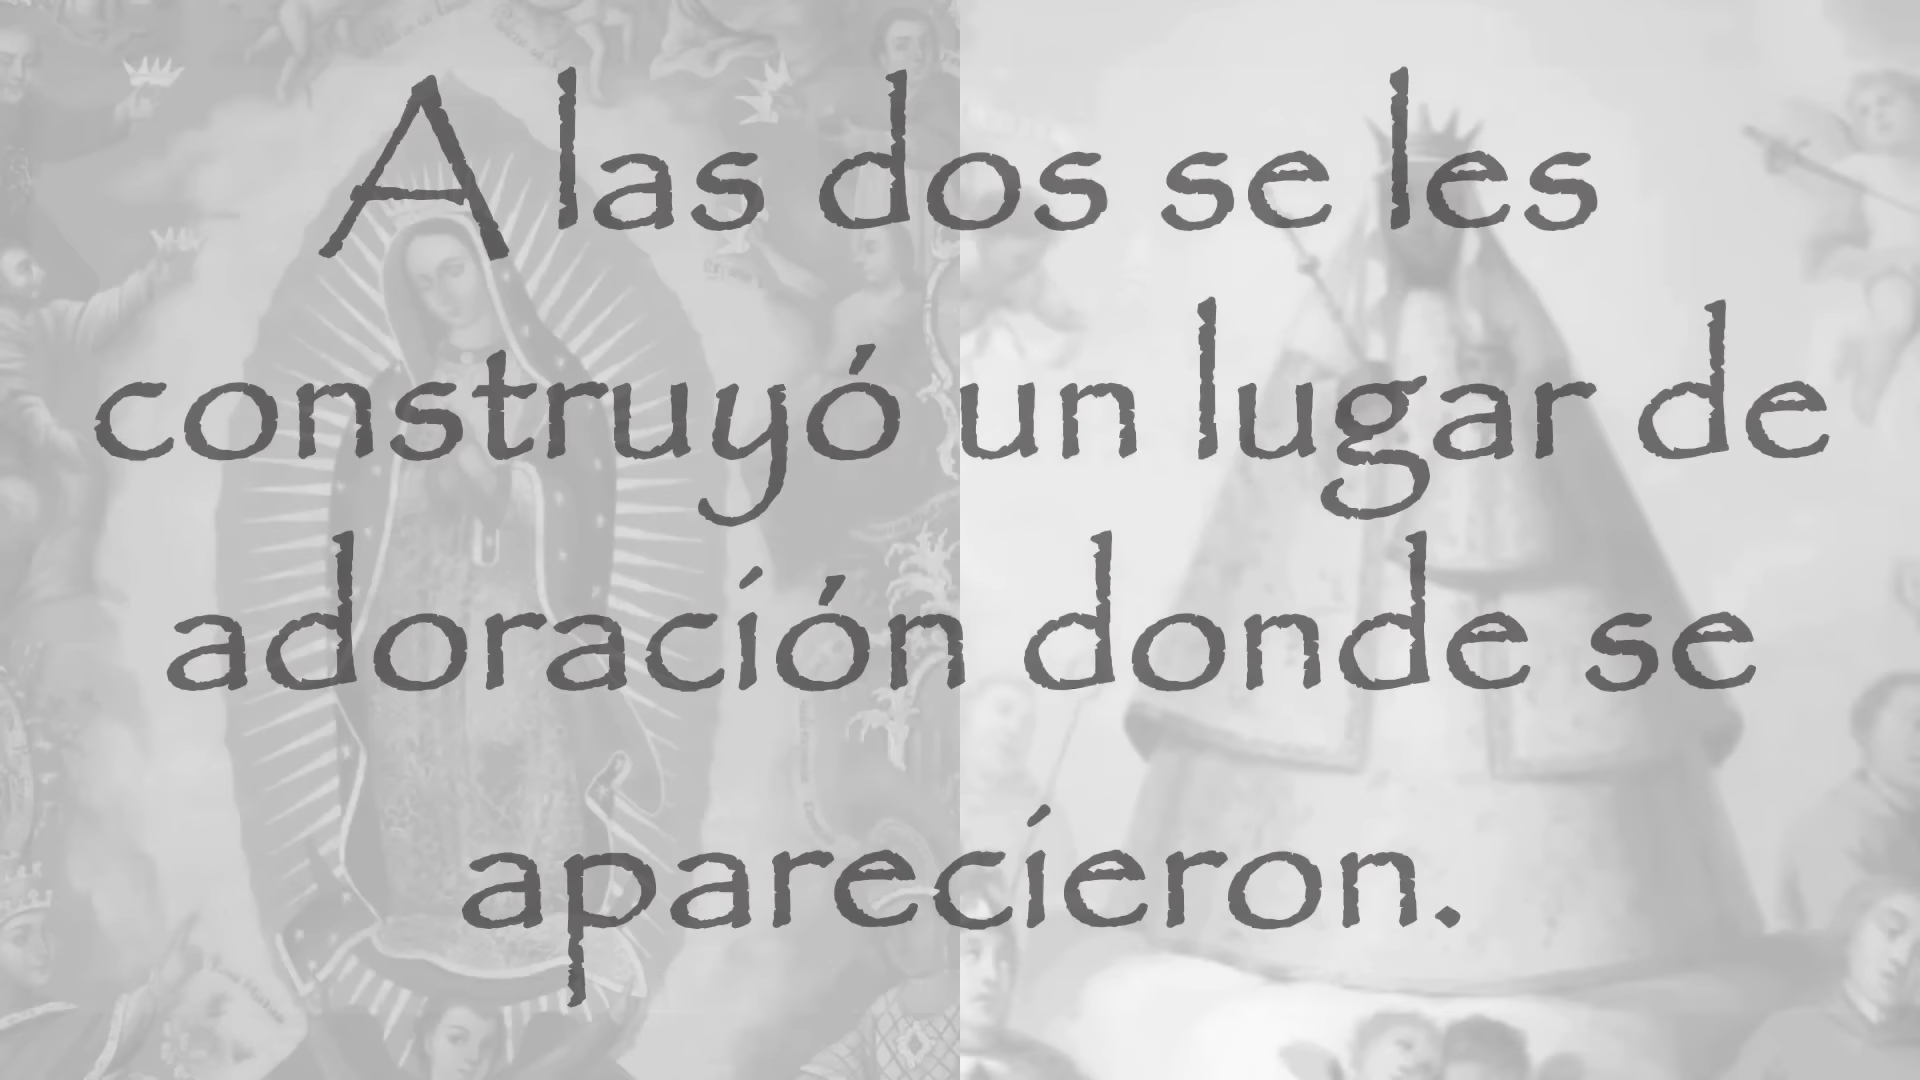 A las dos se les
construyó un lugar de
adoración donde se
aparecieron.